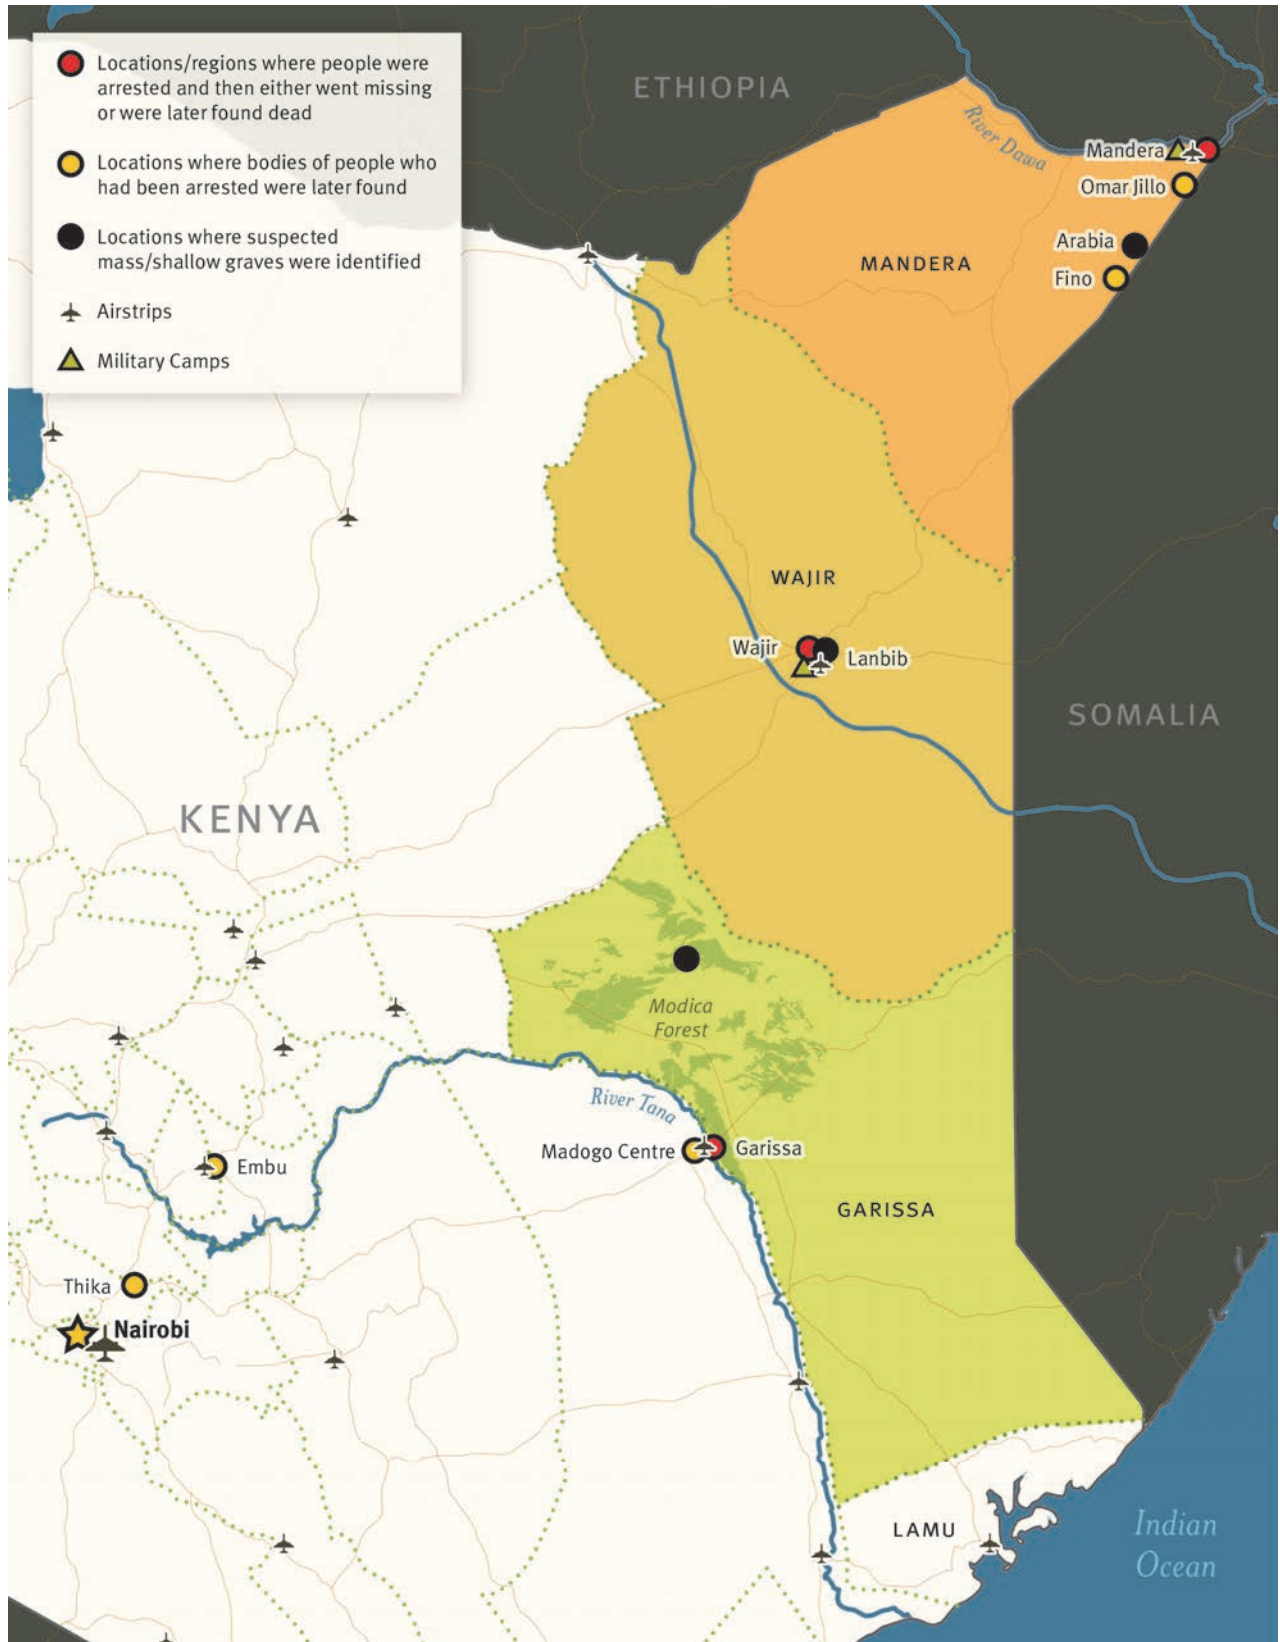 Locations/regions where people were
arrested and then either went missing
or were later found dead
Locations where bodies of people who
had been arrested were later found
Locations where suspected
mass/shallow graves were identified
Airstrips
Military Camps
ETHIOPIA
River Dawa
Mandera
Omar Jillo
Arabia
Fino
MANDERA
WAJIR
Wajir
Lanbib
SOMALIA
KENYA
Modica
Forest
River Tana
Madogo Centre
Garissa
Embu
GARISSA
Thika
Nairobi
LAMU
Indian
Ocean